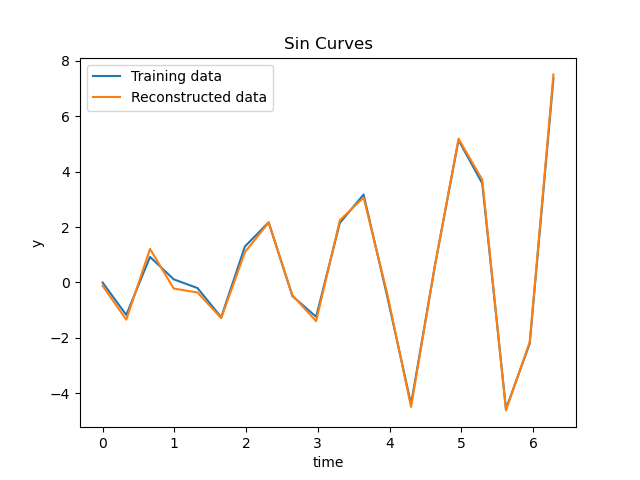 Sin Curves
Training data
Reconstructed data
8
6
4
2
0
−2
−4
y
0 1 2 3 4 5 6
time